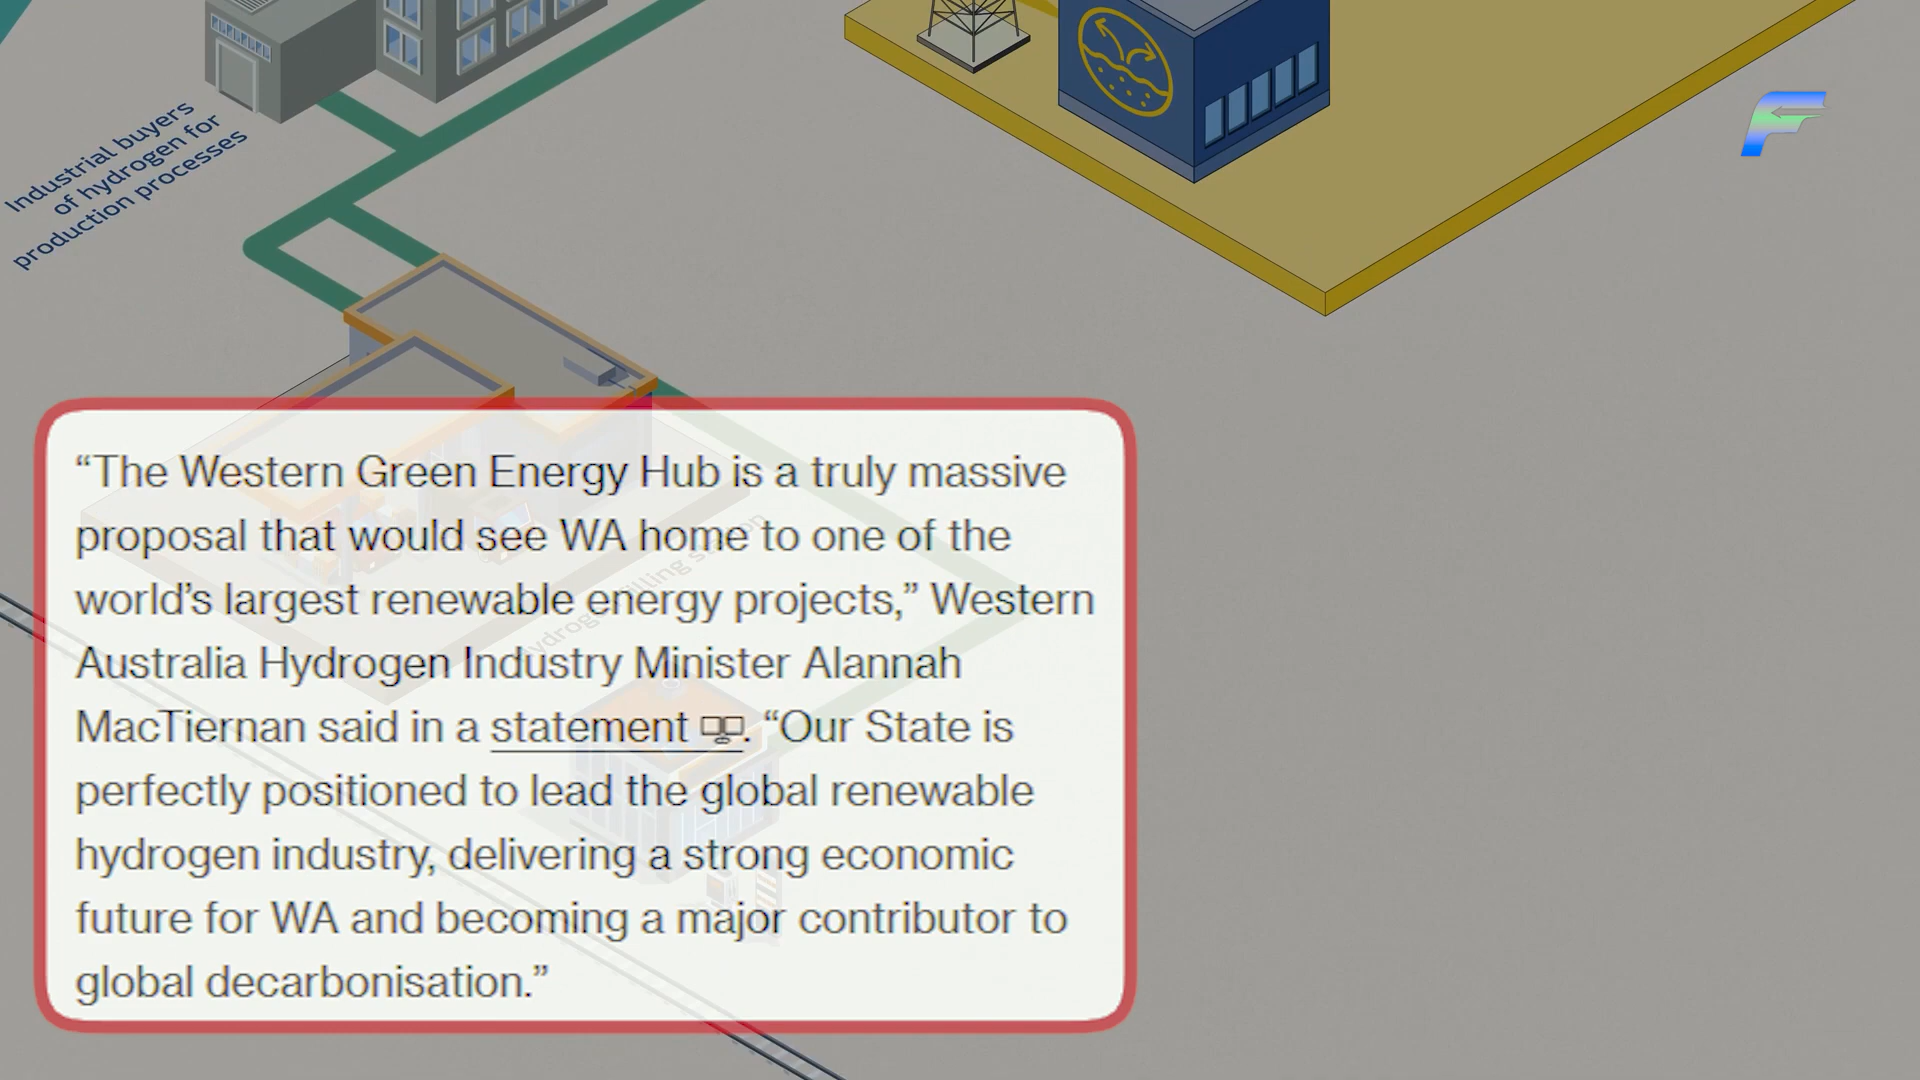 Industrial buyers
of hydrogen for
production processes
“The Western Green Energy Hub is a truly massive
proposal that would see WA home to one of the
world’s largest renewable energy projects,” Western
Australia Hydrogen Industry Minister Alannah
MacTiernan said in a statement. “Our State is
perfectly positioned to lead the global renewable
hydrogen industry, delivering a strong economic
future for WA and becoming a major contributor to
global decarbonisation.”